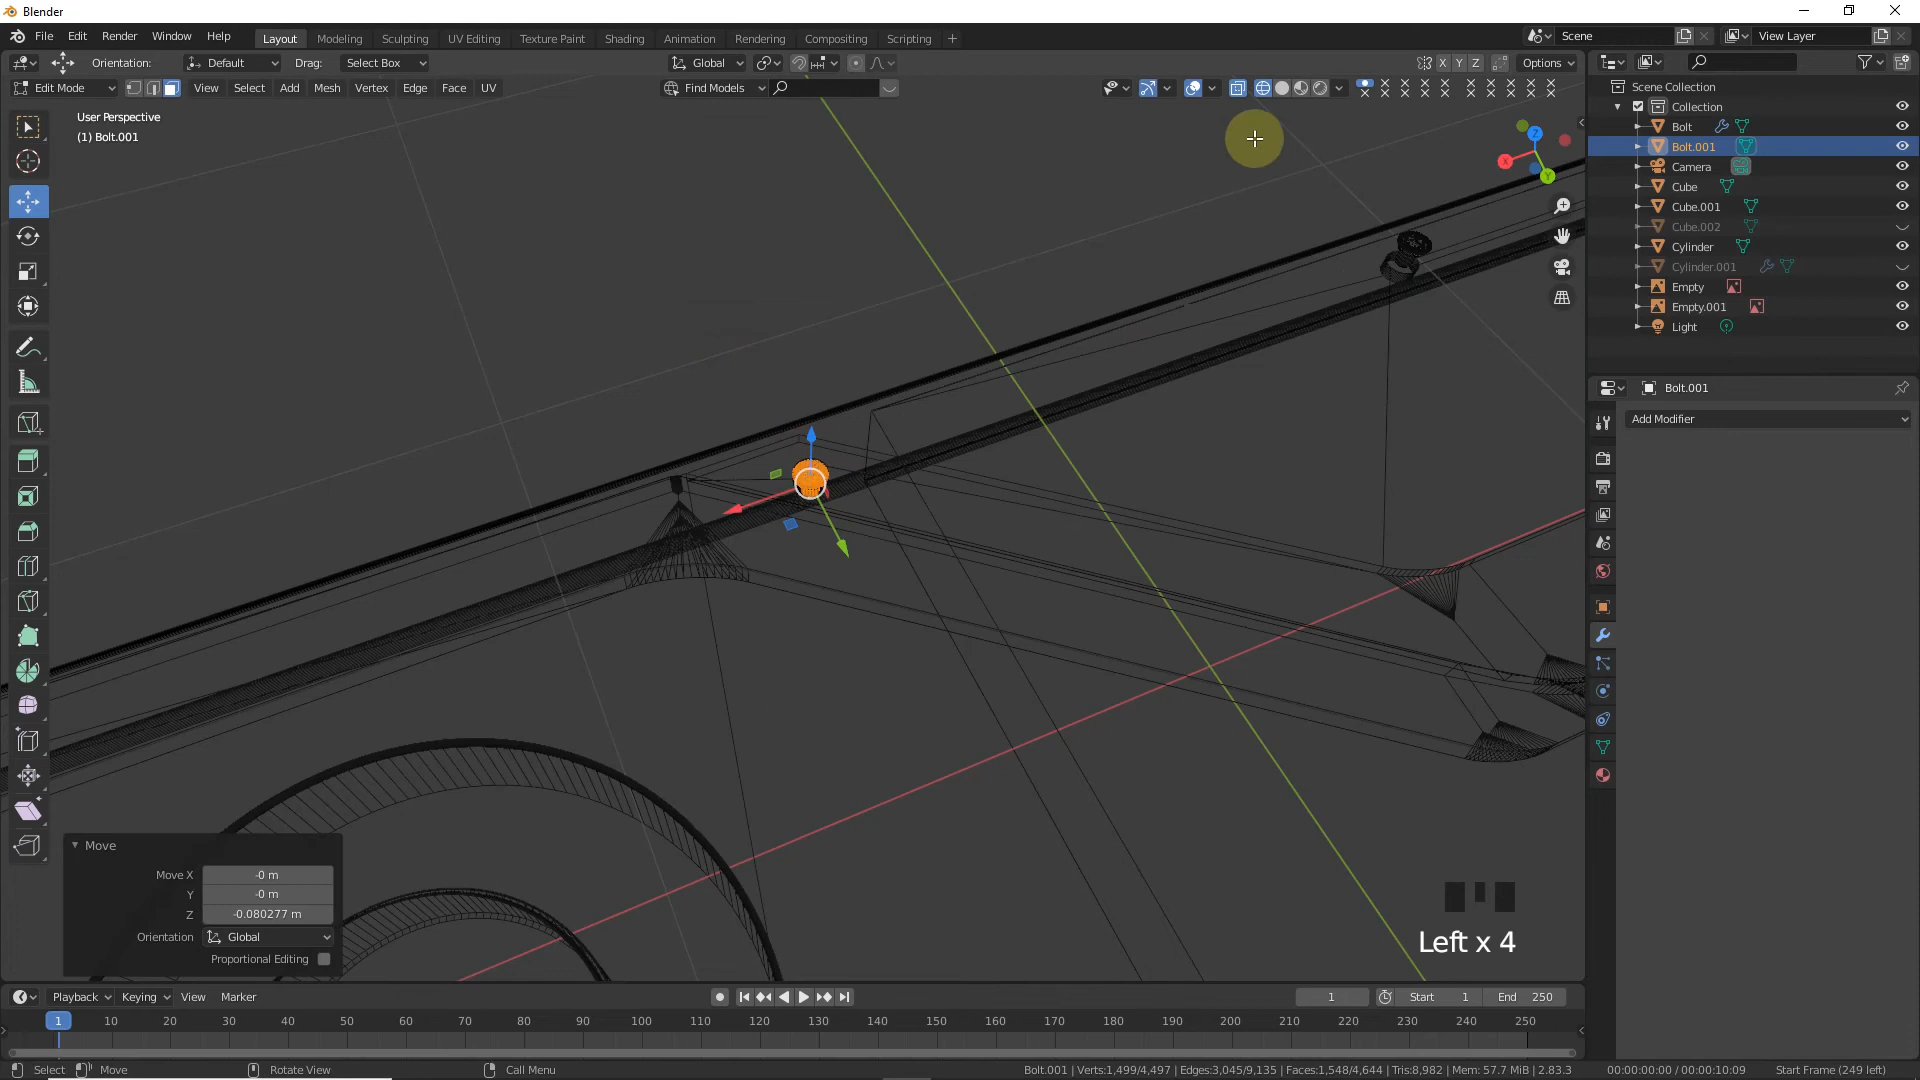 Blender
File Edit Render Window Help
Layout Modeling Sculpting UV Editing Texture Paint Shading Animation Rendering Compositing Scripting +
Scene
View Layer
Orientation: Default Drag: Select Box
Global
X Y Z Options
Edit Mode View Select Add Mesh Vertex Edge Face UV
Find Models
User Perspective
(1) Bolt.001
Scene Collection
Collection
Bolt
Bolt.001
Camera
Cube
Cube.001
Cube.002
Cylinder
Cylinder.001
Empty
Empty.001
Light
Z
X
Y
Bolt.001
Add Modifier
Move
Move X -0 m
Y -0 m
Z -0.080277 m
Orientation Global
Proportional Editing
Left x 4
Playback Keying View Marker
1 Start 1 End 250
1 10 20 30 40 50 60 70 80 90 100 110 120 130 140 150 160 170 180 190 200 210 220 230 240 250
Select Move Rotate View Call Menu
Bolt.001 | Verts:1,499/4,497 | Edges:3,045/9,135 | Faces:1,548/4,644 | Tris:8,982 | Mem: 57.7 MiB | 2.83.3 00:00:00:00 / 00:00:10:09 Start Frame (249 left)